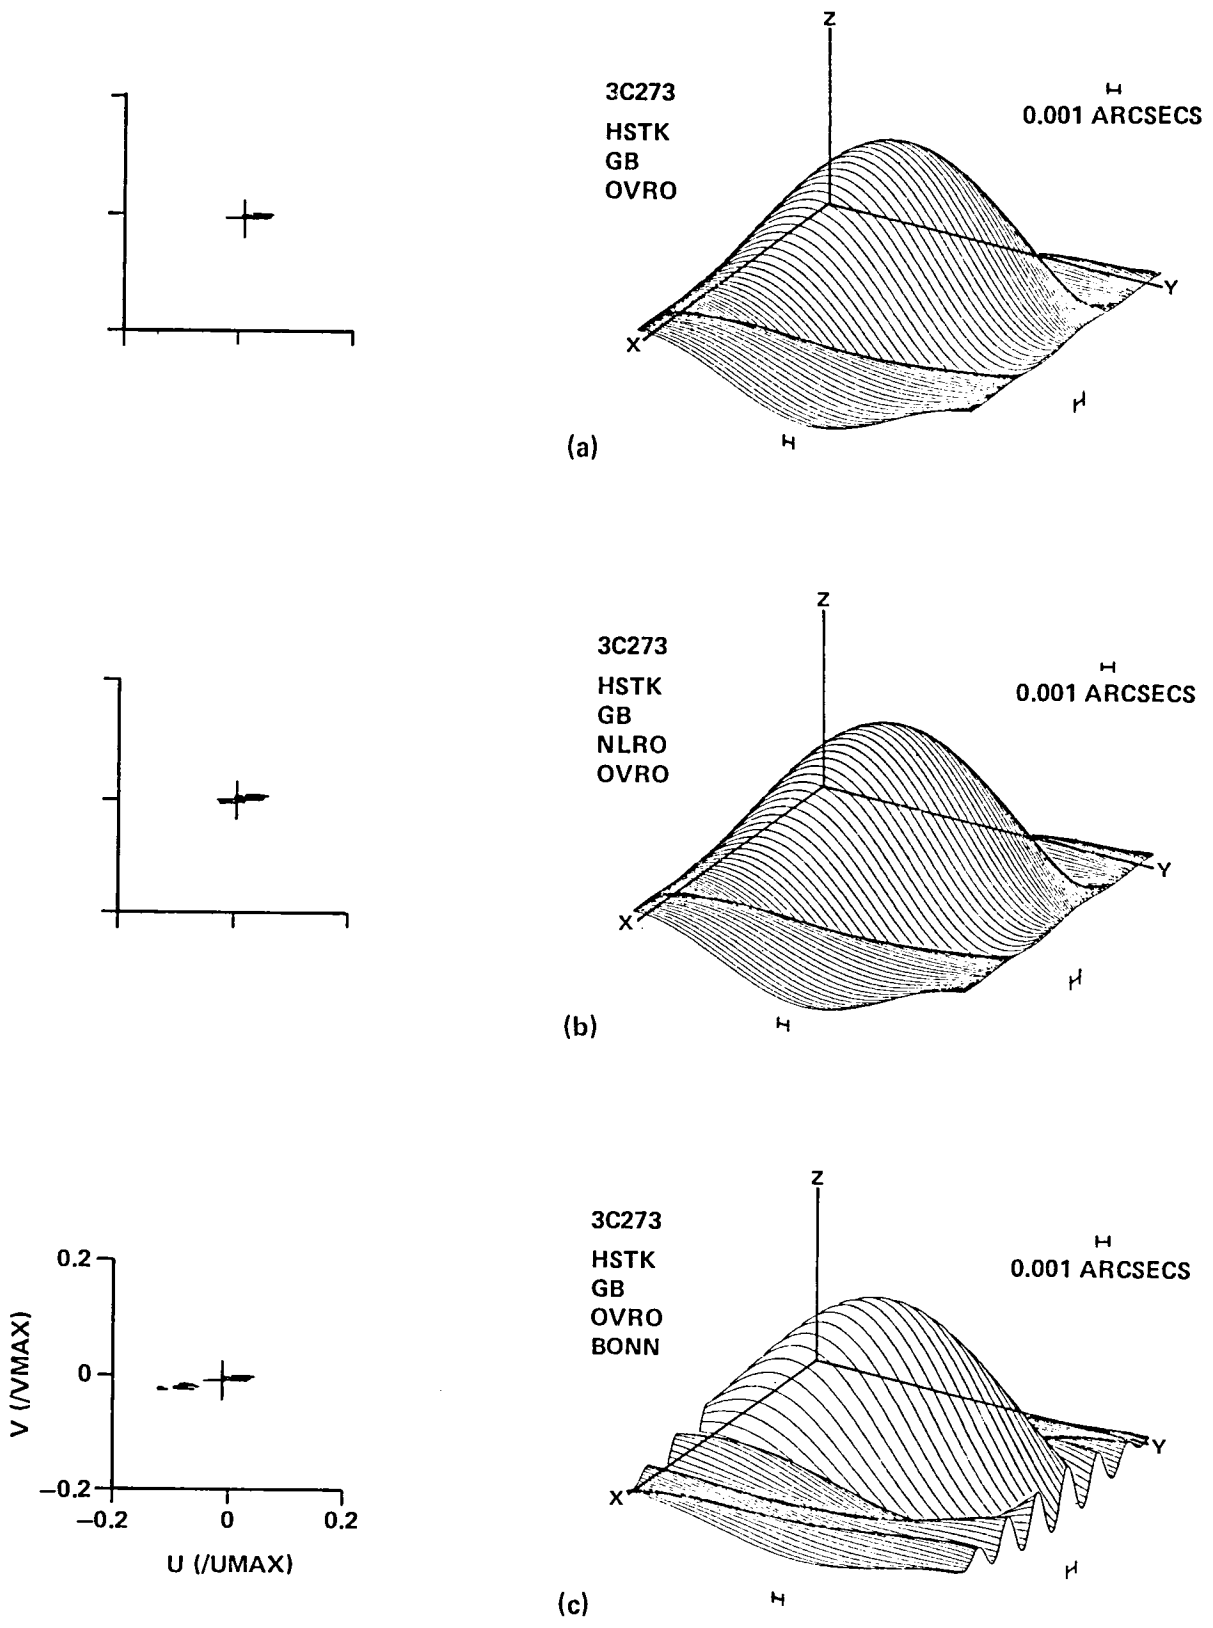 Z
3C273
HSTK
GB
OVRO
0.001 ARCSECS
X
Y
(a)
Z
3C273
HSTK
GB
NLRO
OVRO
0.001 ARCSECS
X
Y
(b)
Z
3C273
HSTK
GB
OVRO
BONN
0.001 ARCSECS
X
Y
0.2
0
−0.2
V (/VMAX)
−0.2 0 0.2
U (/UMAX)
(c)